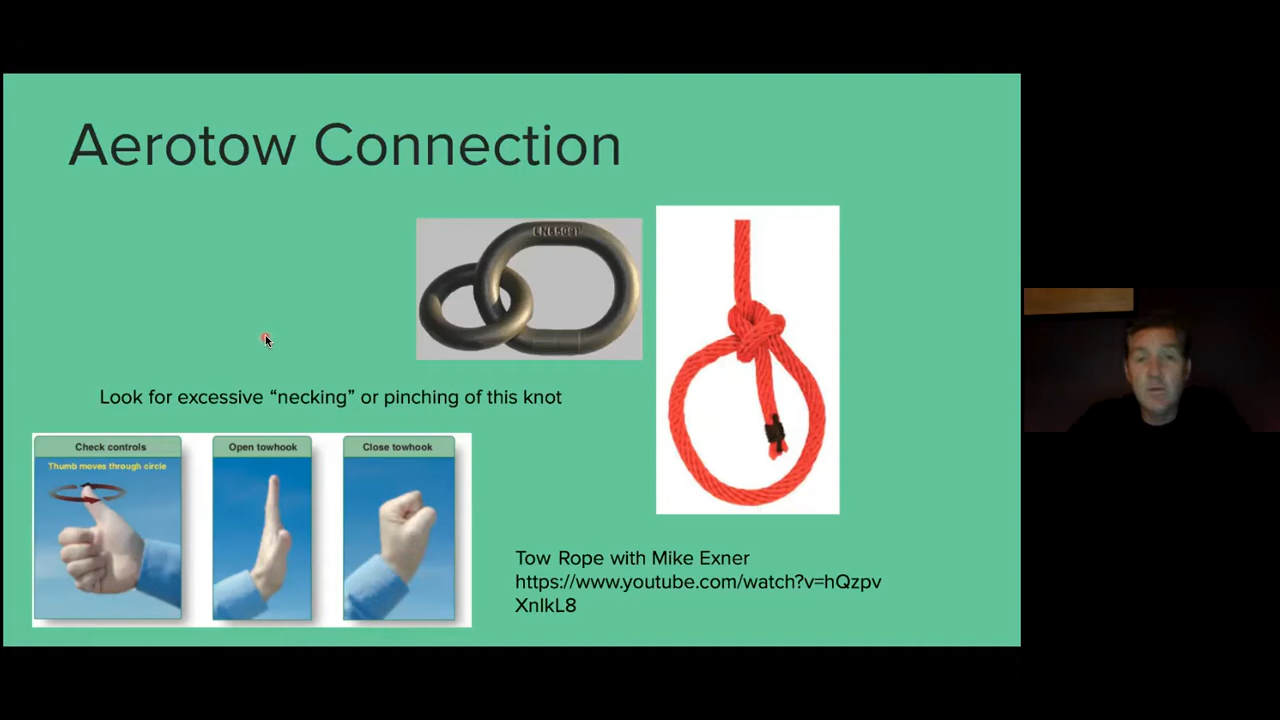 Aerotow Connection
Look for excessive “necking” or pinching of this knot
Check controls
Thumb moves through circle
Open towhook
Close towhook
Tow Rope with Mike Exner
https://www.youtube.com/watch?v=hQzpv
XnlkL8